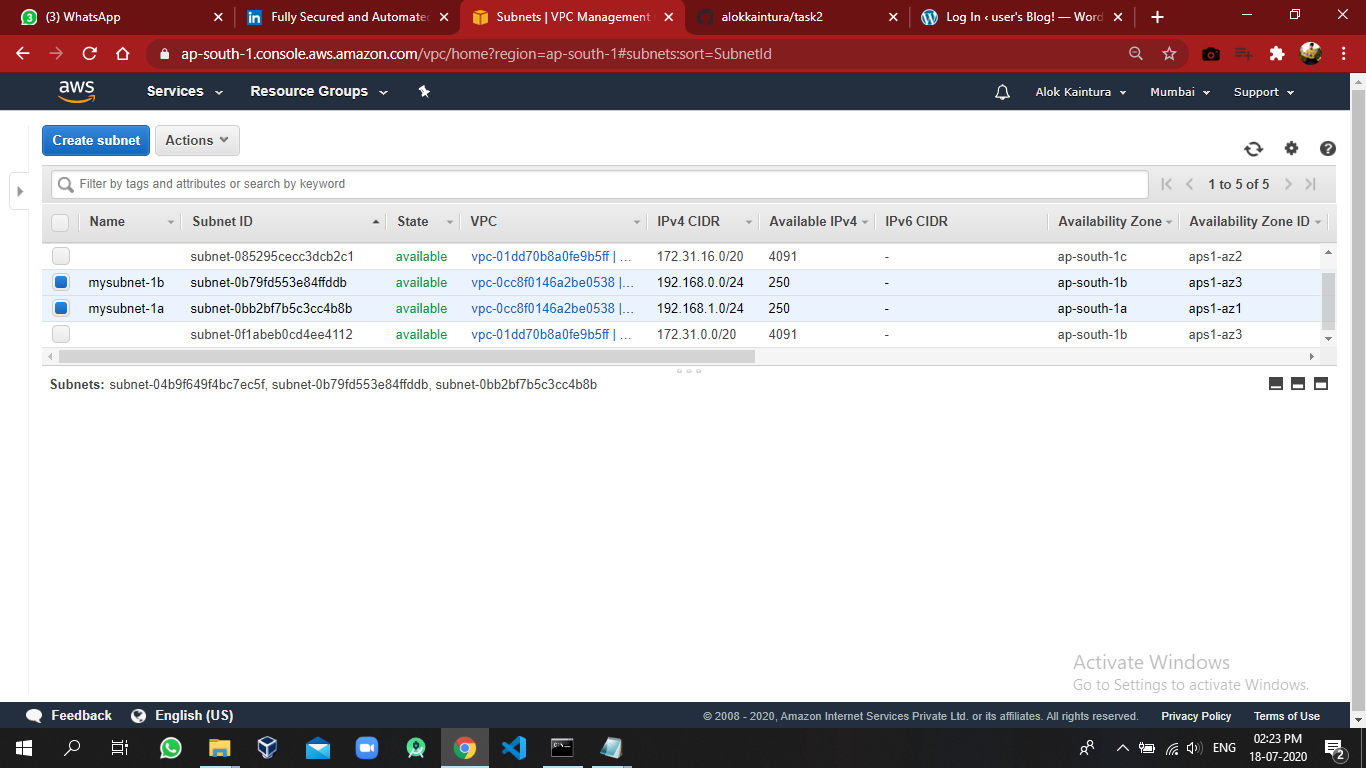 (3) WhatsApp
Fully Secured and Automated
Subnets | VPC Management
alokkaintura/task2
Log In ‹ user's Blog! — Word
ap-south-1.console.aws.amazon.com/vpc/home?region=ap-south-1#subnets:sort=SubnetId
aws Services Resource Groups Alok Kaintura Mumbai Support
Create subnet Actions
Filter by tags and attributes or search by keyword 1 to 5 of 5
Name Subnet ID State VPC IPv4 CIDR Available IPv4 IPv6 CIDR Availability Zone Availability Zone ID
subnet-085295cecc3dcb2c1 available vpc-01dd70b8a0fe9b5ff | ... 172.31.16.0/20 4091 - ap-south-1c aps1-az2
mysubnet-1b subnet-0b79fd553e84ffddb available vpc-0cc8f0146a2be0538 |... 192.168.0.0/24 250 - ap-south-1b aps1-az3
mysubnet-1a subnet-0bb2bf7b5c3cc4b8b available vpc-0cc8f0146a2be0538 |... 192.168.1.0/24 250 - ap-south-1a aps1-az1
subnet-0f1abeb0cd4ee4112 available vpc-01dd70b8a0fe9b5ff | ... 172.31.0.0/20 4091 - ap-south-1b aps1-az3
Subnets: subnet-04b9f649f4bc7ec5f, subnet-0b79fd553e84ffddb, subnet-0bb2bf7b5c3cc4b8b
Activate Windows
Go to Settings to activate Windows.
Feedback English (US) © 2008 - 2020, Amazon Internet Services Private Ltd. or its affiliates. All rights reserved. Privacy Policy Terms of Use
ENG 02:23 PM
18-07-2020
2